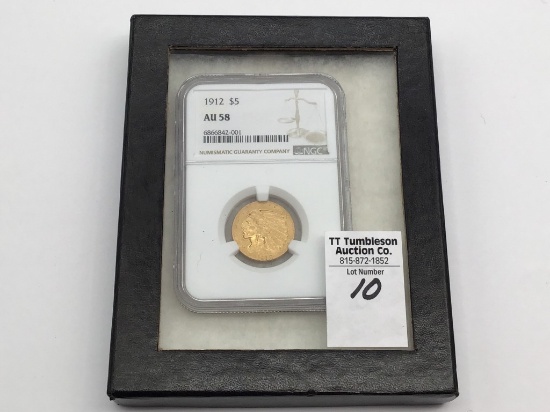 1912 $5
AU 58
6866842-001
NUMISMATIC GUARANTY COMPANY
NGC
TT Tumbleson
Auction Co.
815-872-1852
Lot Number
10